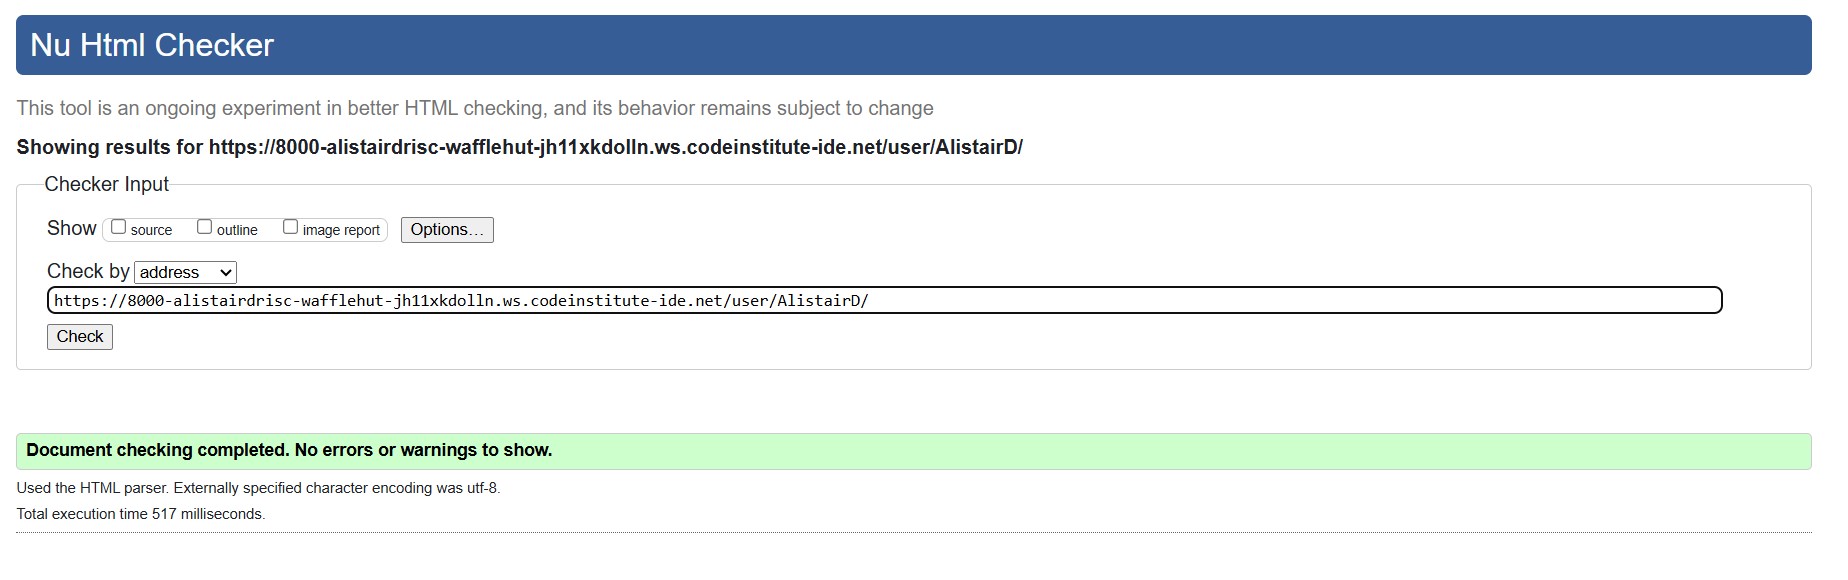 Nu Html Checker
This tool is an ongoing experiment in better HTML checking, and its behavior remains subject to change
Showing results for https://8000-alistairdrisc-wafflehut-jh11xkdolln.ws.codeinstitute-ide.net/user/AlistairD/
Checker Input
Show source outline image report Options...
Check by address
https://8000-alistairdrisc-wafflehut-jh11xkdolln.ws.codeinstitute-ide.net/user/AlistairD/
Check
Document checking completed. No errors or warnings to show.
Used the HTML parser. Externally specified character encoding was utf-8.
Total execution time 517 milliseconds.